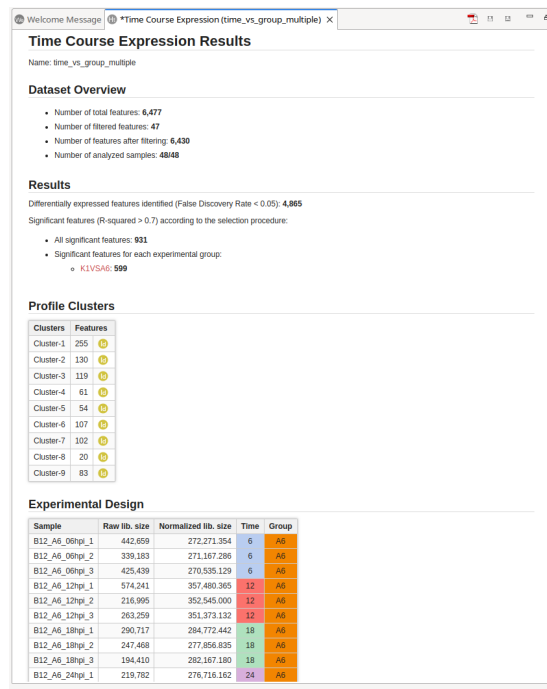 Welcome Message *Time Course Expression (time_vs_group_multiple)
Time Course Expression Results
Name: time_vs_group_multiple
Dataset Overview
• Number of total features: 6,477
• Number of filtered features: 47
• Number of features after filtering: 6,430
• Number of analyzed samples: 48/48
Results
Differentially expressed features identified (False Discovery Rate < 0.05): 4,865
Significant features (R-squared > 0.7) according to the selection procedure:
• All significant features: 931
• Significant features for each experimental group:
K1VSA6: 599
Profile Clusters
Clusters Features
Cluster-1 255 Id
Cluster-2 130 Id
Cluster-3 119 Id
Cluster-4 61 Id
Cluster-5 54 Id
Cluster-6 107 Id
Cluster-7 102 Id
Cluster-8 20 Id
Cluster-9 83 Id
Experimental Design
Sample Raw lib. size Normalized lib. size Time Group
B12_A6_06hpi_1 442,659 272,271.354 6 A6
B12_A6_06hpi_2 339,183 271,167.286 6 A6
B12_A6_06hpi_3 425,439 270,535.129 6 A6
B12_A6_12hpi_1 574,241 357,480.365 12 A6
B12_A6_12hpi_2 216,995 352,545.000 12 A6
B12_A6_12hpi_3 263,259 351,373.132 12 A6
B12_A6_18hpi_1 290,717 284,772.442 18 A6
B12_A6_18hpi_2 247,468 277,856.835 18 A6
B12_A6_18hpi_3 194,410 282,167.180 18 A6
B12_A6_24hpi_1 219,782 276,716.162 24 A6